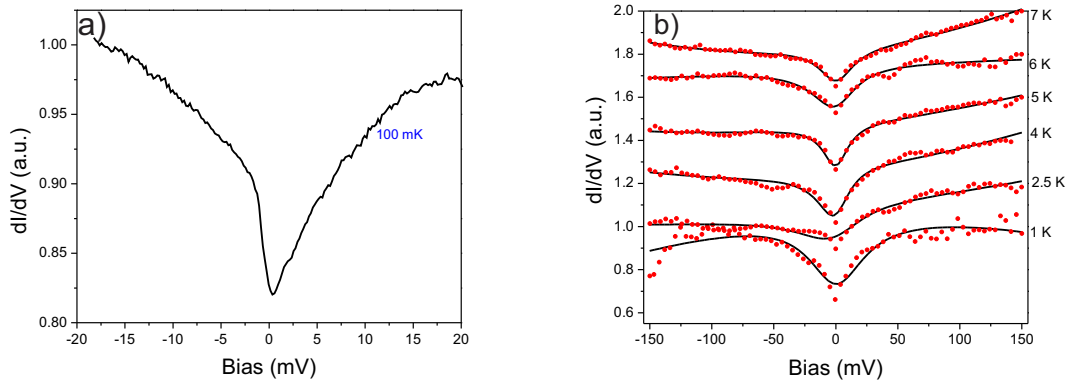 a)
dI/dV (a.u.)
1.00
0.95
0.90
0.85
0.80
100 mK
-20 -15 -10 -5 0 5 10 15 20
Bias (mV)
b)
dI/dV (a.u.)
2.0
1.8
1.6
1.4
1.2
1.0
0.8
0.6
7 K
6 K
5 K
4 K
2.5 K
1 K
-150 -100 -50 0 50 100 150
Bias (mV)